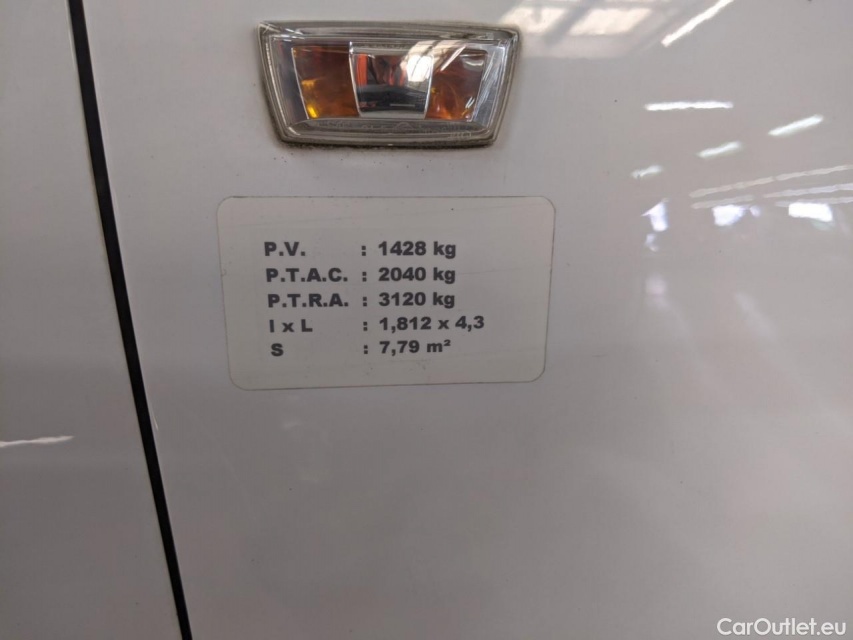 P.V. : 1428 kg
P.T.A.C. : 2040 kg
P.T.R.A. : 3120 kg
l x L : 1,812 x 4,3
S : 7,79 m²
CarOutlet.eu